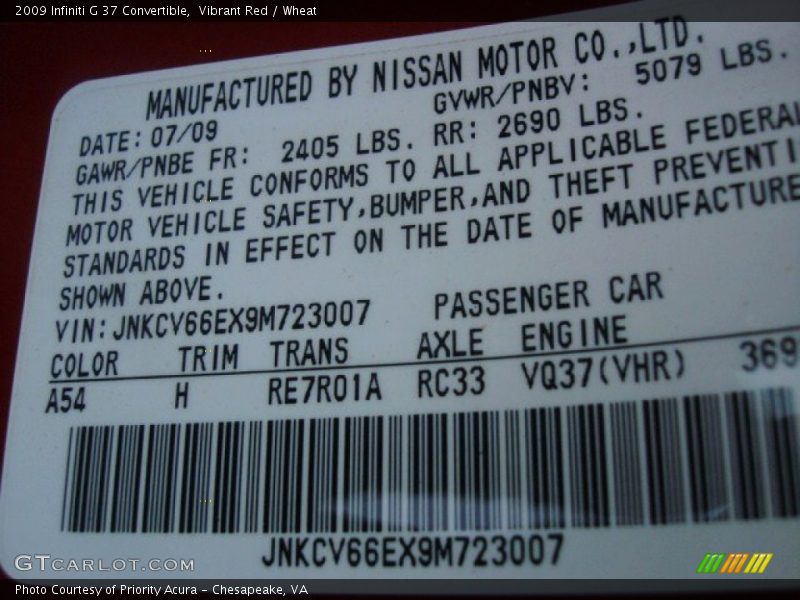 2009 Infiniti G 37 Convertible, Vibrant Red / Wheat
MANUFACTURED BY NISSAN MOTOR CO.,LTD.
DATE: 07/09 GVWR/PNBV: 5079 LBS.
GAWR/PNBE FR: 2405 LBS. RR: 2690 LBS.
THIS VEHICLE CONFORMS TO ALL APPLICABLE FEDERAL
MOTOR VEHICLE SAFETY,BUMPER,AND THEFT PREVENTI
STANDARDS IN EFFECT ON THE DATE OF MANUFACTURE
SHOWN ABOVE.
VIN:JNKCV66EX9M723007 PASSENGER CAR
COLOR TRIM TRANS AXLE ENGINE
A54 H RE7R01A RC33 VQ37(VHR) 369
JNKCV66EX9M723007
GTCARLOT.COM
Photo Courtesy of Priority Acura – Chesapeake, VA